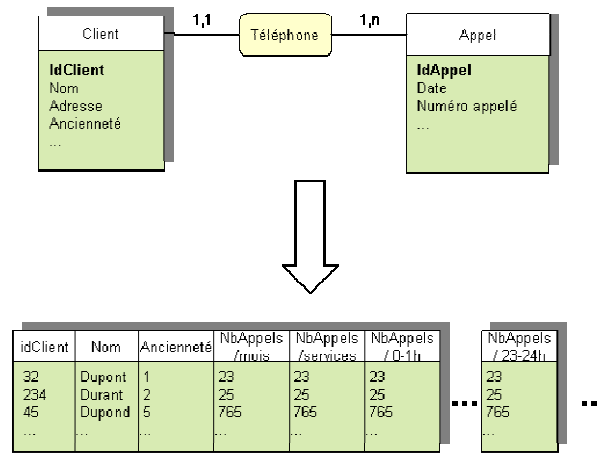 Client
1,1
Téléphone
1,n
Appel
IdClient
Nom
Adresse
Ancienneté
...
IdAppel
Date
Numéro appelé
...
idClient Nom Ancienneté NbAppels /mois NbAppels /services NbAppels / 0-1h NbAppels / 23-24h
32 Dupont 1 23 23 23 23
234 Durant 2 25 25 25 25
45 Dupond 5 765 765 765 765
... ... ... ... ... ... ...